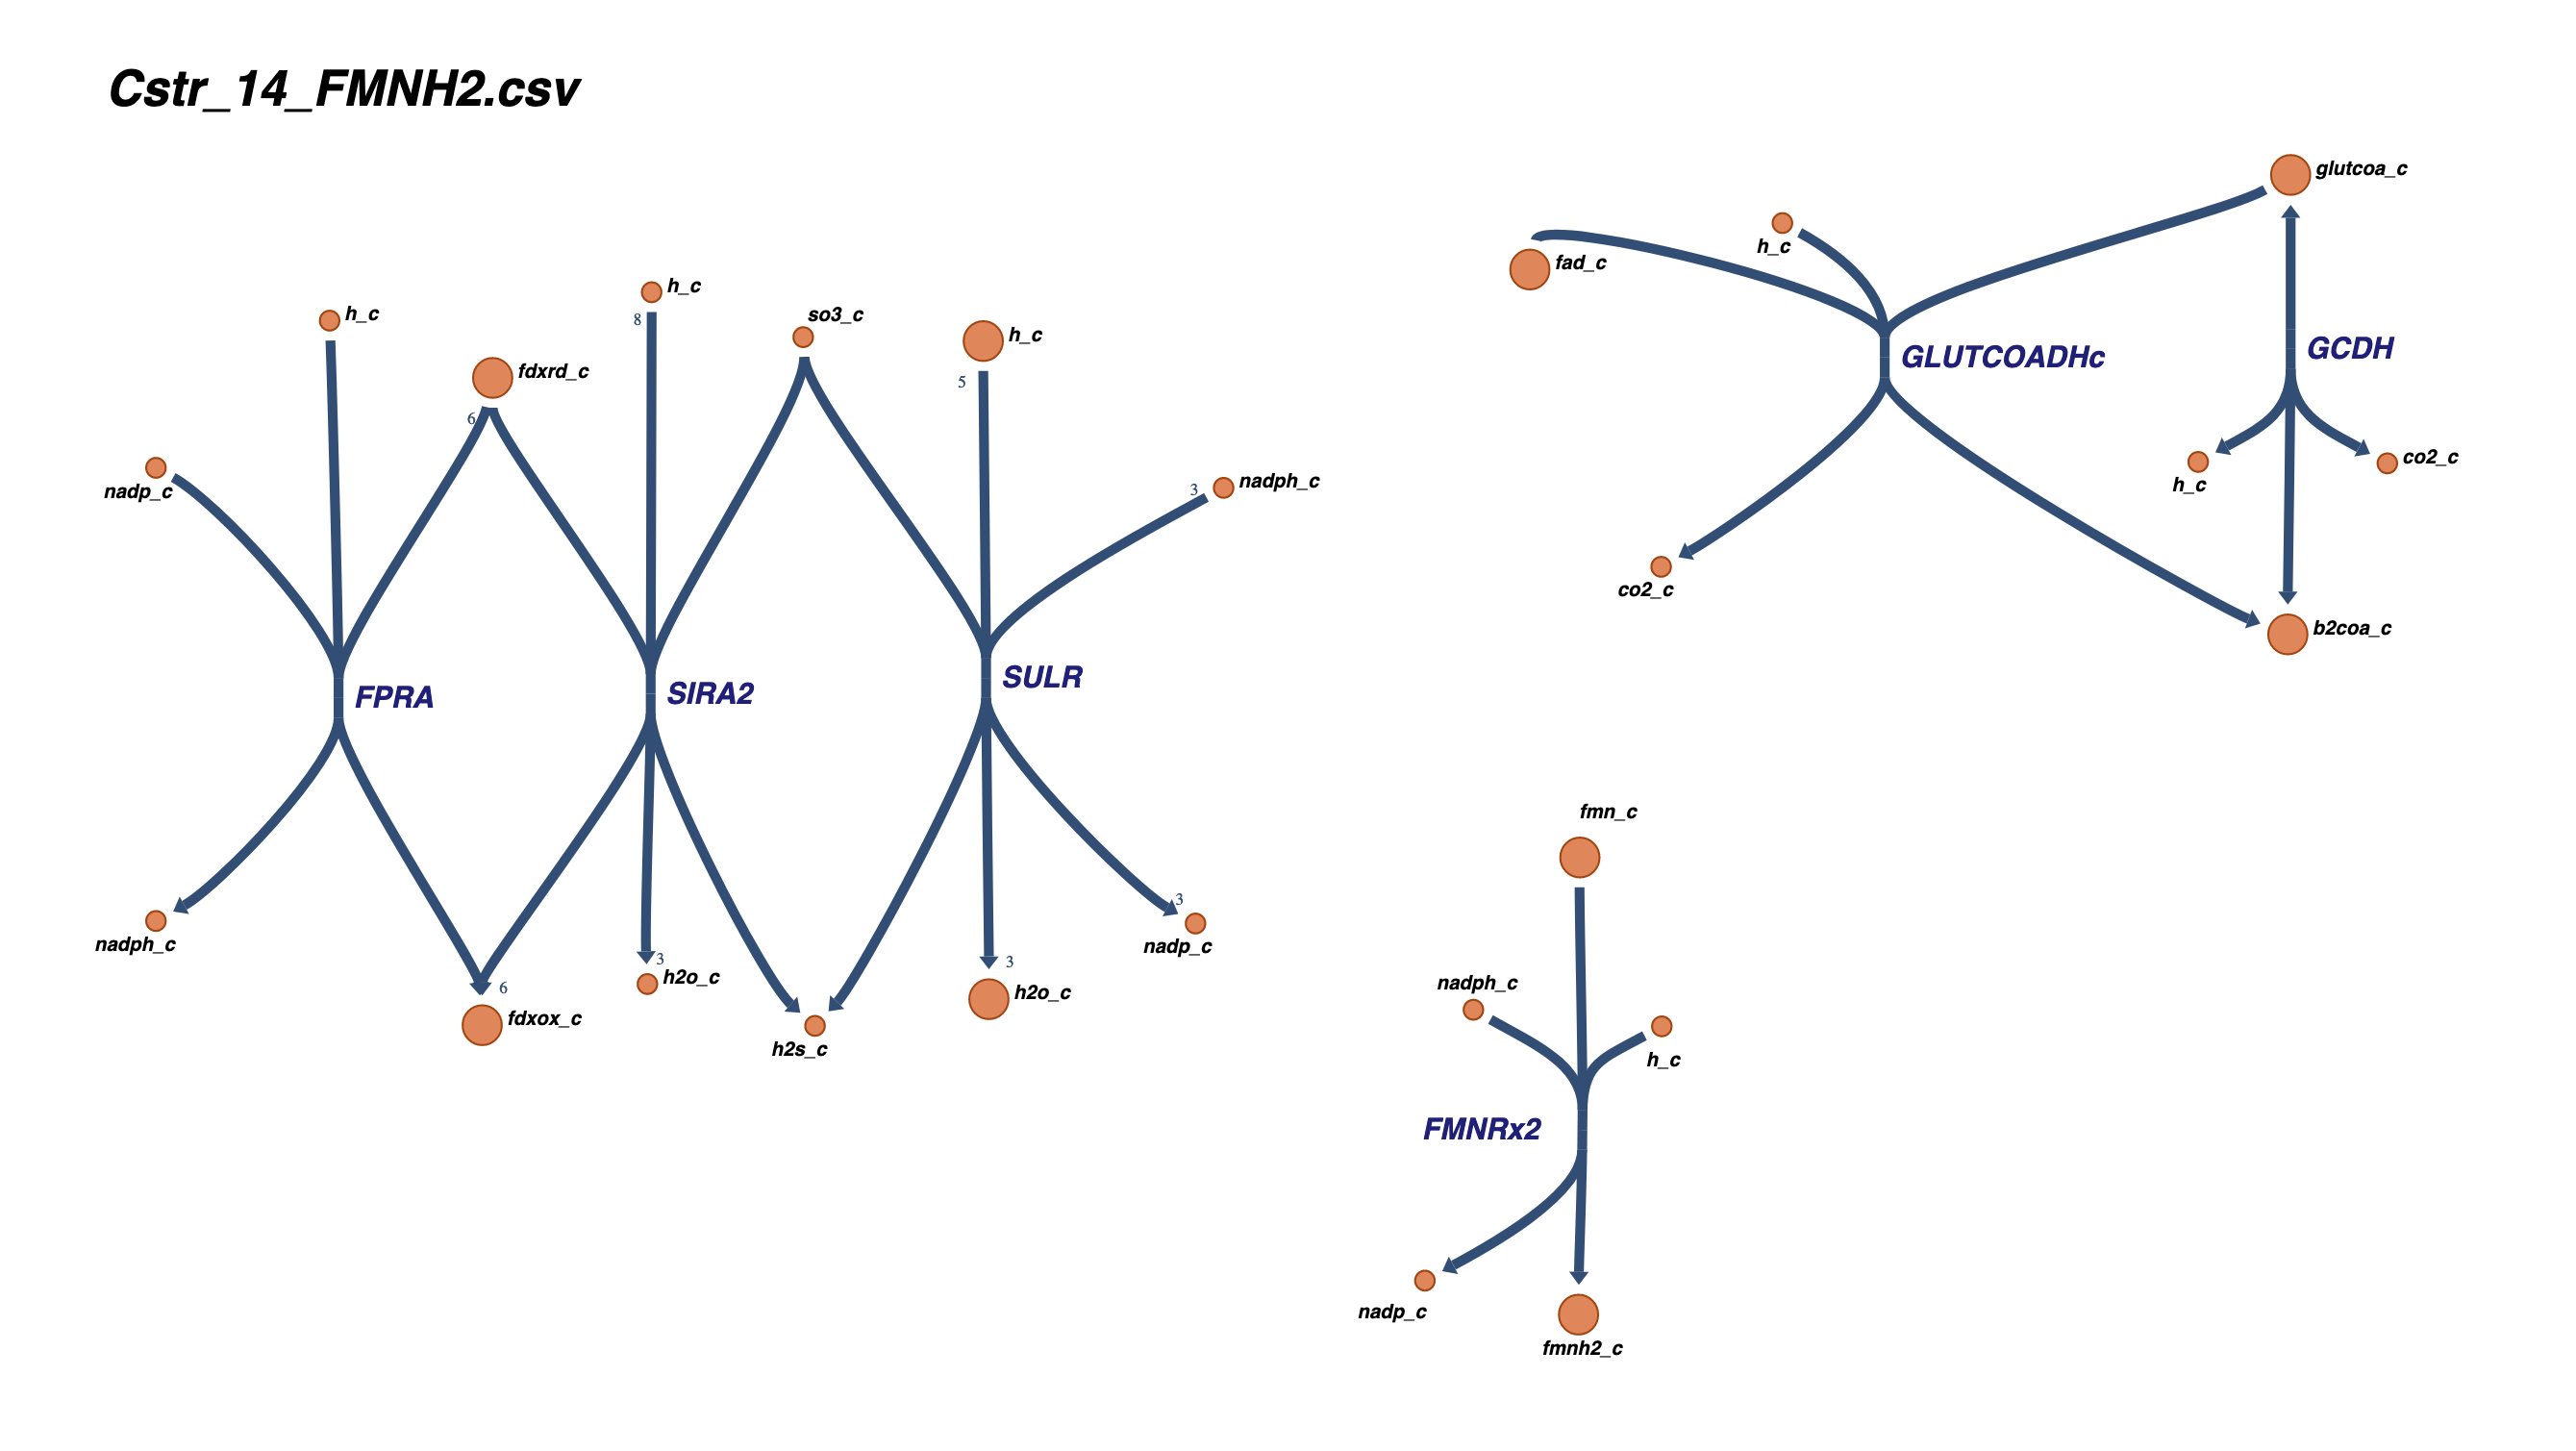 Cstr_14_FMNH2.csv
glutcoa_c
h_c
fad_c
h_c
8
so3_c
h_c
h_c
5
fdxrd_c
6
GLUTCOADHc
GCDH
nadp_c
3
nadph_c
h_c
co2_c
co2_c
b2coa_c
FPRA
SIRA2
SULR
fmn_c
nadph_c
3
nadp_c
3
h2o_c
3
h2o_c
6
fdxox_c
h2s_c
nadph_c
h_c
FMNRx2
nadp_c
fmnh2_c